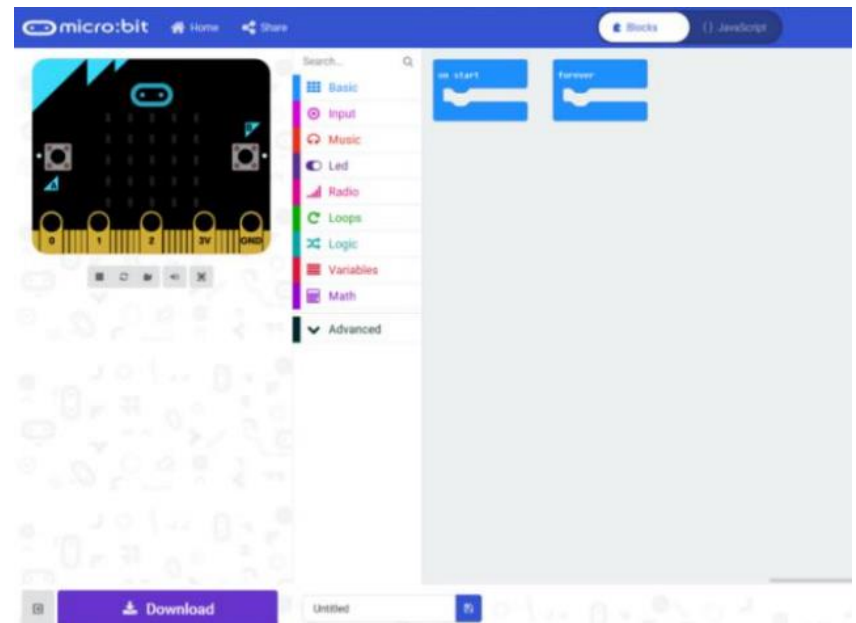 micro:bit Home Share Blocks {} JavaScript
Search...
Basic
Input
Music
Led
Radio
Loops
Logic
Variables
Math
Advanced
on start
forever
B
A
0 1 2 3V GND
Download
Untitled